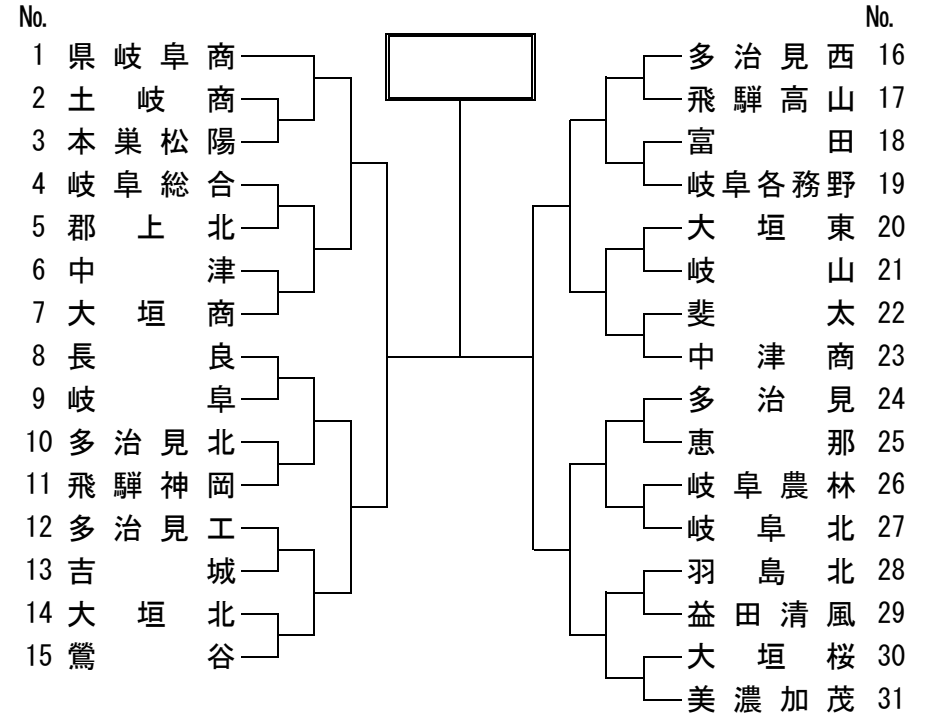 No.
1 県岐阜商
2 土岐商
3 本巣松陽
4 岐阜総合
5 郡上北
6 中津
7 大垣商
8 長良
9 岐阜
10 多治見北
11 飛騨神岡
12 多治見工
13 吉城
14 大垣北
15 鶯谷
No.
多治見西 16
飛騨高山 17
富田 18
岐阜各務野 19
大垣東 20
岐山 21
斐太 22
中津商 23
多治見 24
恵那 25
岐阜農林 26
岐阜北 27
羽島北 28
益田清風 29
大垣桜 30
美濃加茂 31